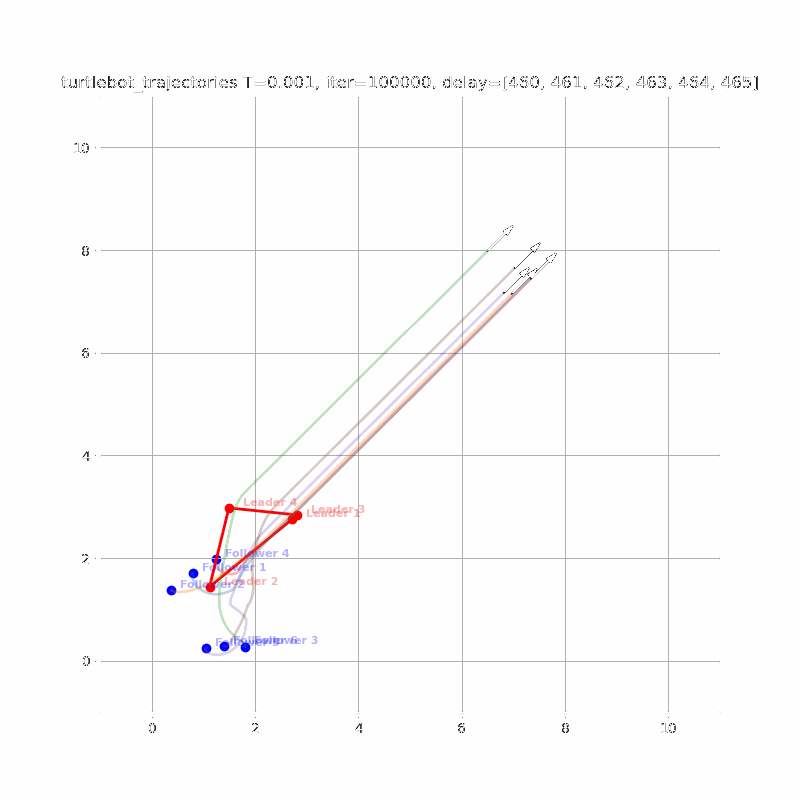 turtlebot_trajectories T=0.001, iter=100000, delay=[460, 461, 462, 463, 464, 465]
10
8
6
4
2
0
Leader 4
Leader 3
Leader 1
Follower 4
Follower 1
Leader 2
Follower 2
Follower 3
0 2 4 6 8 10